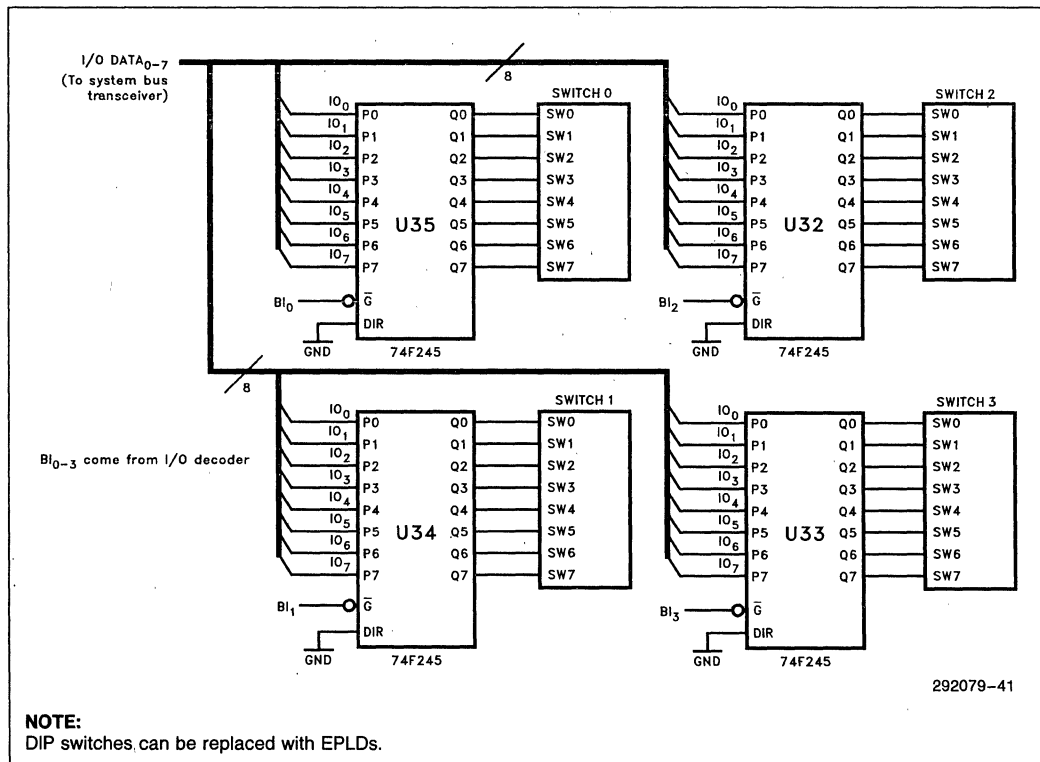 I/O DATA0-7
(To system bus
transceiver)
8
SWITCH 0
IO0 P0 Q0 SW0
IO1 P1 Q1 SW1
IO2 P2 Q2 SW2
IO3 P3 Q3 SW3
IO4 P4 Q4 SW4
IO5 P5 Q5 SW5
IO6 P6 Q6 SW6
IO7 P7 Q7 SW7
U35
BI0 G̅
DIR
GND
74F245
SWITCH 2
IO0 P0 Q0 SW0
IO1 P1 Q1 SW1
IO2 P2 Q2 SW2
IO3 P3 Q3 SW3
IO4 P4 Q4 SW4
IO5 P5 Q5 SW5
IO6 P6 Q6 SW6
IO7 P7 Q7 SW7
U32
BI2 G̅
DIR
GND
74F245
8
BI0-3 come from I/O decoder
SWITCH 1
IO0 P0 Q0 SW0
IO1 P1 Q1 SW1
IO2 P2 Q2 SW2
IO3 P3 Q3 SW3
IO4 P4 Q4 SW4
IO5 P5 Q5 SW5
IO6 P6 Q6 SW6
IO7 P7 Q7 SW7
U34
BI1 G̅
DIR
GND
74F245
SWITCH 3
IO0 P0 Q0 SW0
IO1 P1 Q1 SW1
IO2 P2 Q2 SW2
IO3 P3 Q3 SW3
IO4 P4 Q4 SW4
IO5 P5 Q5 SW5
IO6 P6 Q6 SW6
IO7 P7 Q7 SW7
U33
BI3 G̅
DIR
GND
74F245
292079-41
NOTE:
DIP switches can be replaced with EPLDs.